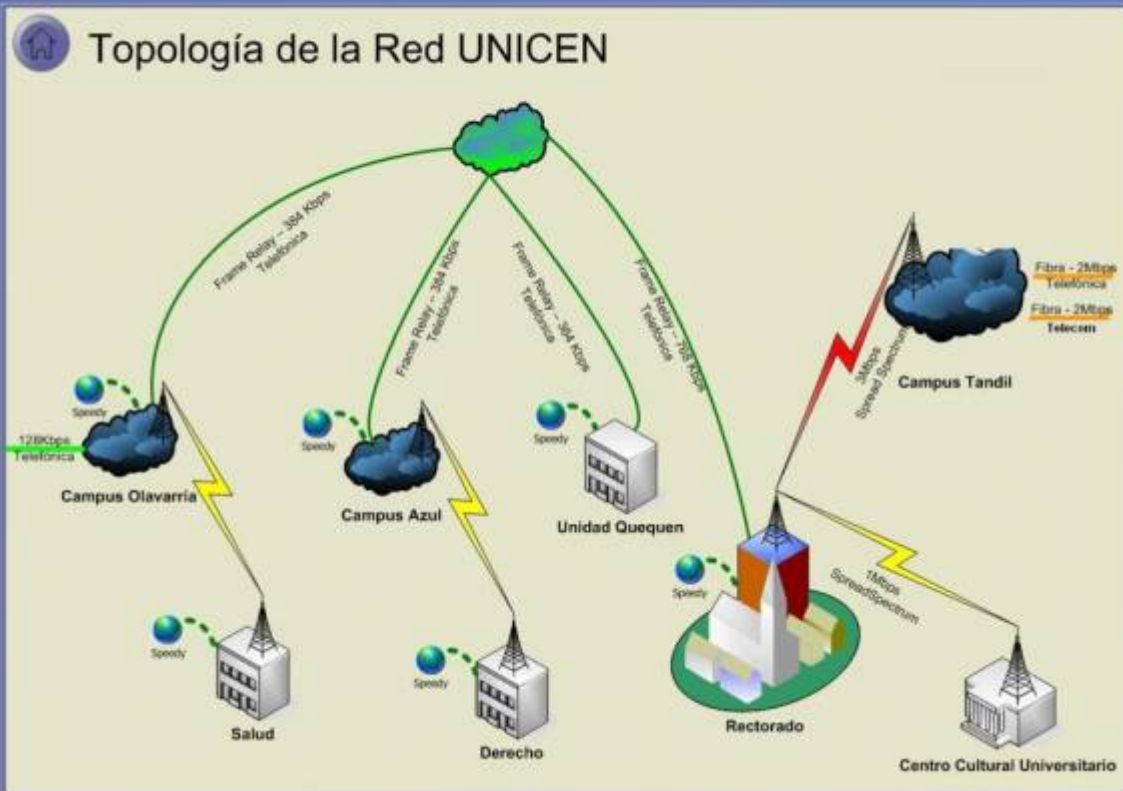 Topología de la Red UNICEN
Frame Relay – 384 Kbps
Telefónica
Frame Relay – 384 Kbps
Telefónica
Frame Relay – 384 Kbps
Telefónica
Frame Relay – 768 Kbps
Telefónica
3Mbps
Spread Spectrum
Fibra - 2Mbps
Telefónica
Fibra - 2Mbps
Telecom
Campus Tandil
Speedy
128Kbps
Telefónica
Campus Olavarría
Speedy
Campus Azul
Speedy
Unidad Quequen
Speedy
1Mbps
SpreadSpectrum
Speedy
Salud
Speedy
Derecho
Rectorado
Centro Cultural Universitario